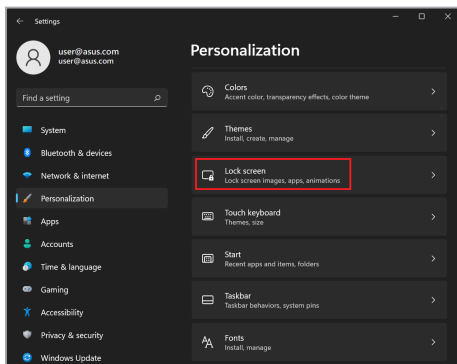 Settings
user@asus.com
user@asus.com
Find a setting
System
Bluetooth & devices
Network & internet
Personalization
Apps
Accounts
Time & language
Gaming
Accessibility
Privacy & security
Windows Update
Personalization
Colors
Accent color, transparency effects, color theme
Themes
Install, create, manage
Lock screen
Lock screen images, apps, animations
Touch keyboard
Themes, size
Start
Recent apps and items, folders
Taskbar
Taskbar behaviors, system pins
Fonts
Install, manage